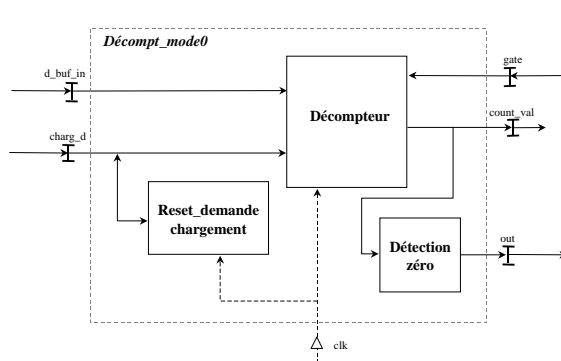 Décompt_mode0
d_buf_in
gate
Décompteur
count_val
charg_d
Reset_demande
chargement
Détection
zéro
out
clk